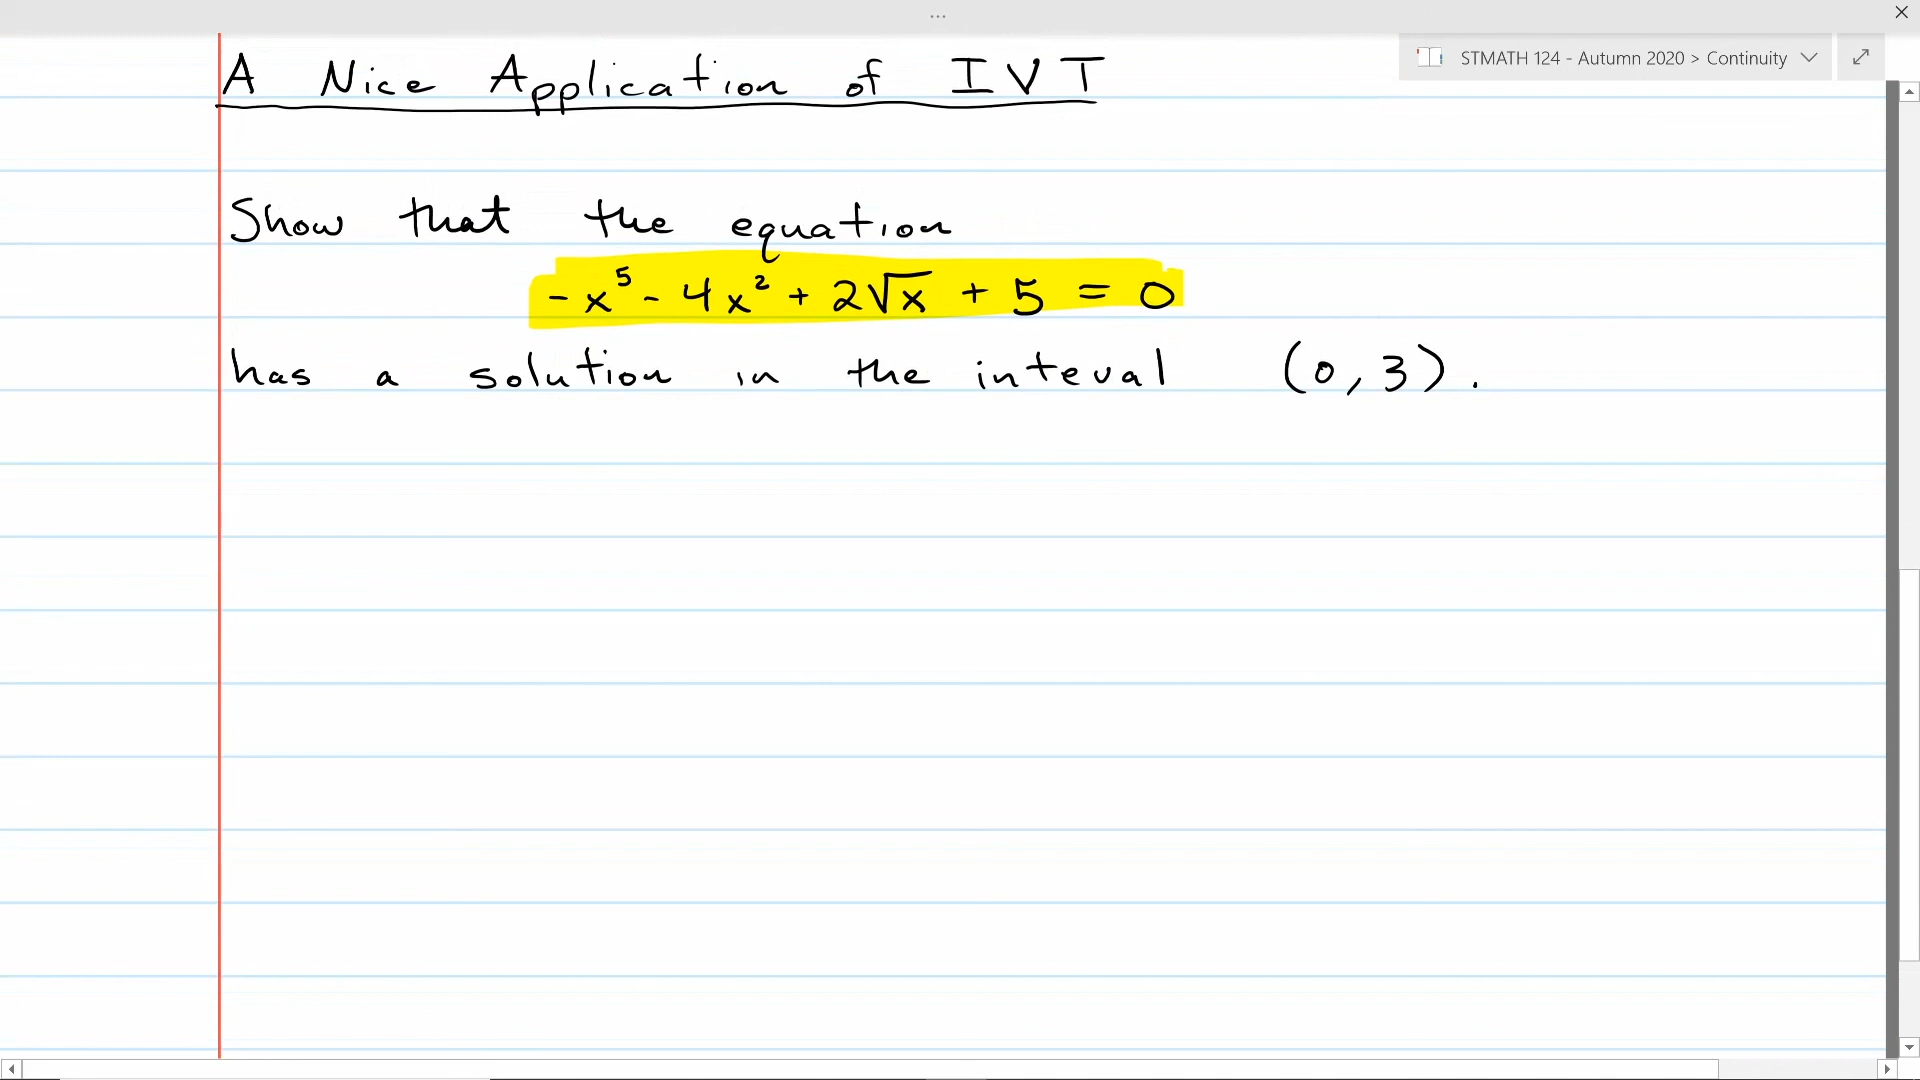 ...
STMATH 124 - Autumn 2020 > Continuity
A Nice Application of IVT
Show that the equation
-x⁵ - 4x² + 2√x + 5 = 0
has a solution in the inteval (0, 3).